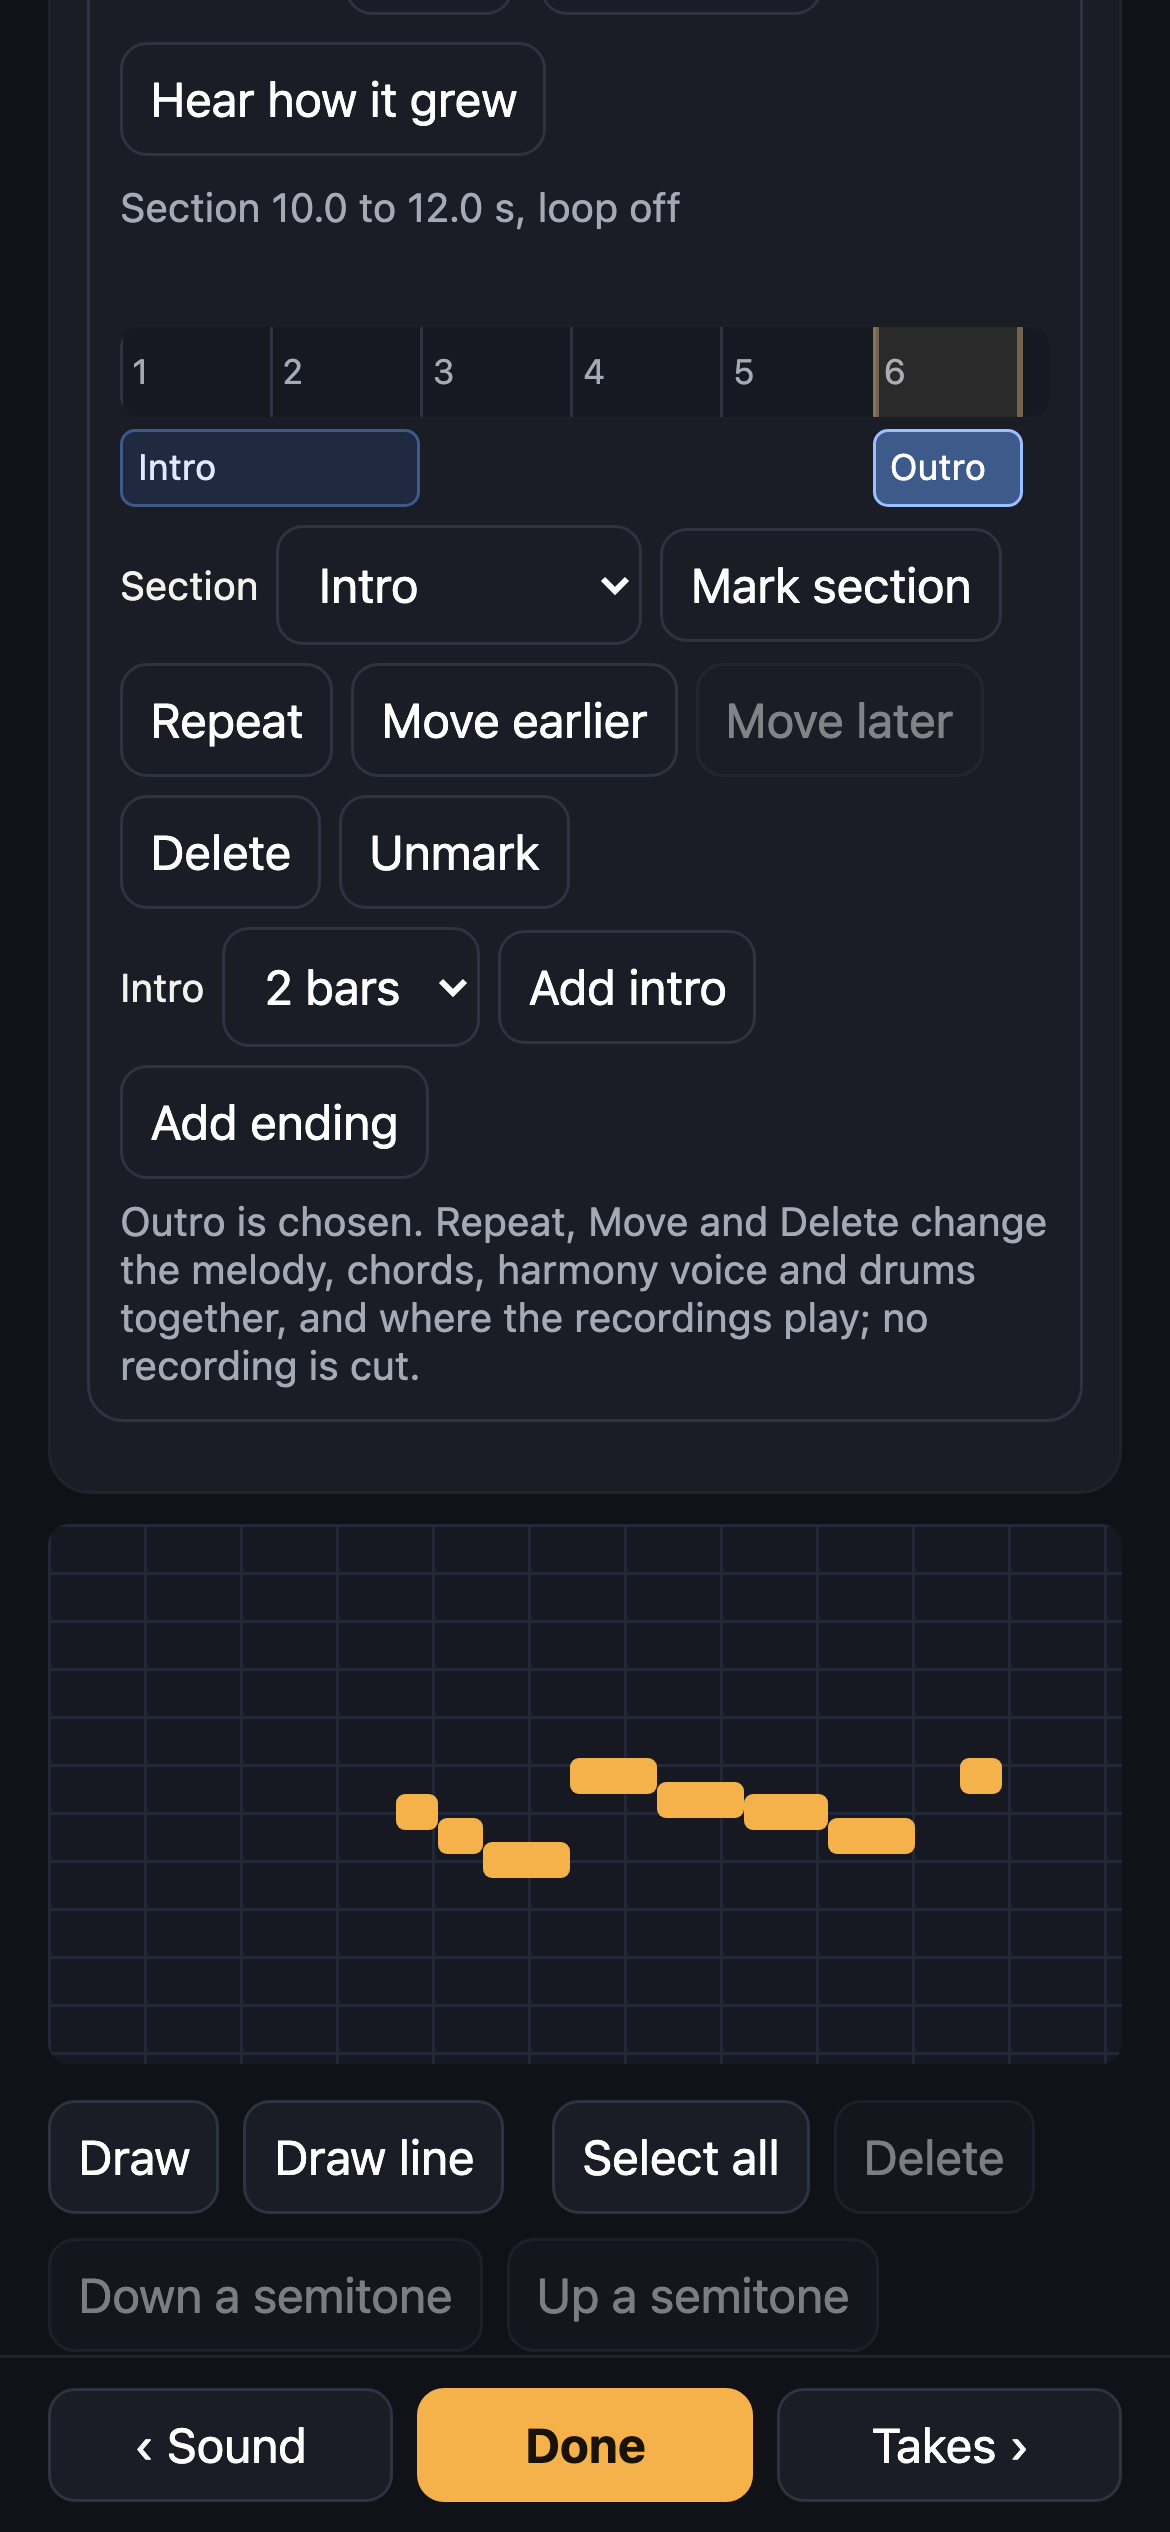 Hear how it grew
Section 10.0 to 12.0 s, loop off
1 2 3 4 5 6
Intro Outro
Section Intro Mark section
Repeat Move earlier Move later
Delete Unmark
Intro 2 bars Add intro
Add ending
Outro is chosen. Repeat, Move and Delete change
the melody, chords, harmony voice and drums
together, and where the recordings play; no
recording is cut.
Draw Draw line Select all Delete
Down a semitone Up a semitone
‹ Sound Done Takes ›